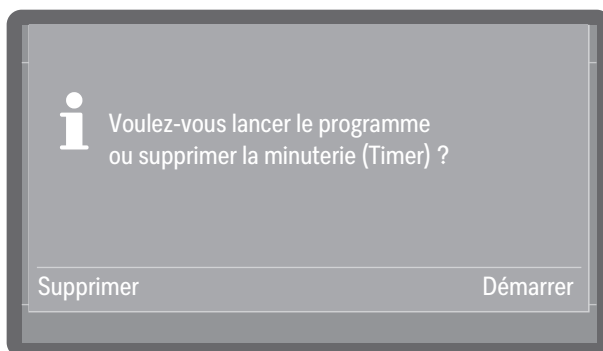 Voulez-vous lancer le programme
ou supprimer la minuterie (Timer) ?
Supprimer Démarrer